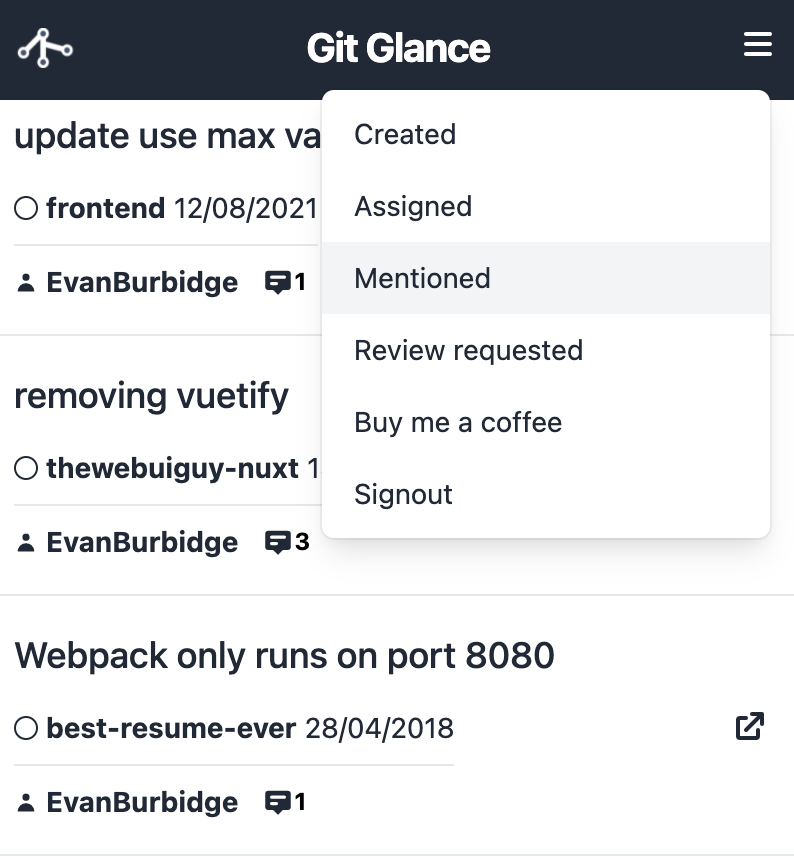 Git Glance
Created
Assigned
Mentioned
Review requested
Buy me a coffee
Signout
update use max va
frontend 12/08/2021
EvanBurbidge 1
removing vuetify
thewebuiguy-nuxt 1
EvanBurbidge 3
Webpack only runs on port 8080
best-resume-ever 28/04/2018
EvanBurbidge 1